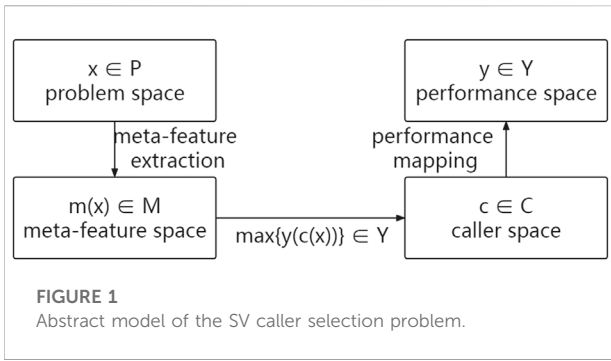 x ∈ P
problem space
y ∈ Y
performance space
meta-feature
extraction
performance
mapping
m(x) ∈ M
meta-feature space
max{y(c(x))} ∈ Y
c ∈ C
caller space
FIGURE 1
Abstract model of the SV caller selection problem.